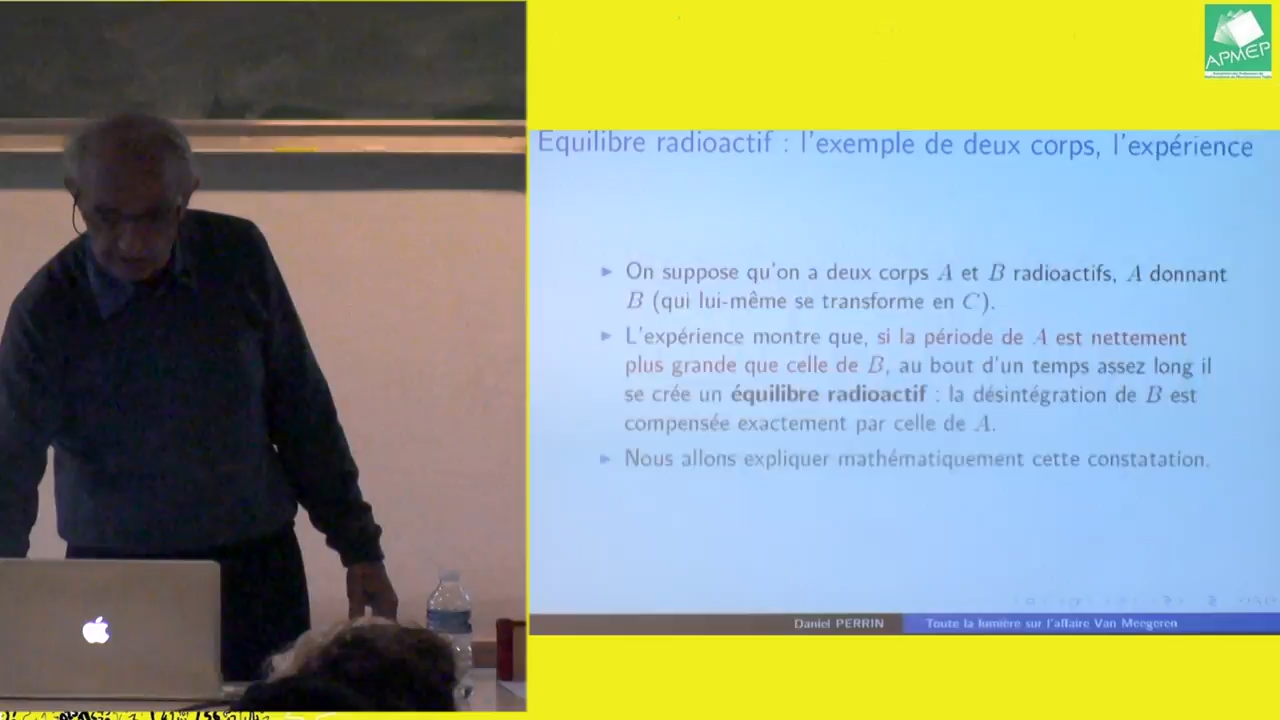 APMEP
Equilibre radioactif : l'exemple de deux corps, l'expérience
On suppose qu'on a deux corps A et B radioactifs, A donnant
B (qui lui-même se transforme en C).
L'expérience montre que, si la période de A est nettement
plus grande que celle de B, au bout d'un temps assez long il
se crée un équilibre radioactif : la désintégration de B est
compensée exactement par celle de A.
Nous allons expliquer mathématiquement cette constatation.
Daniel PERRIN
Toute la lumière sur l'affaire Van Meegeren